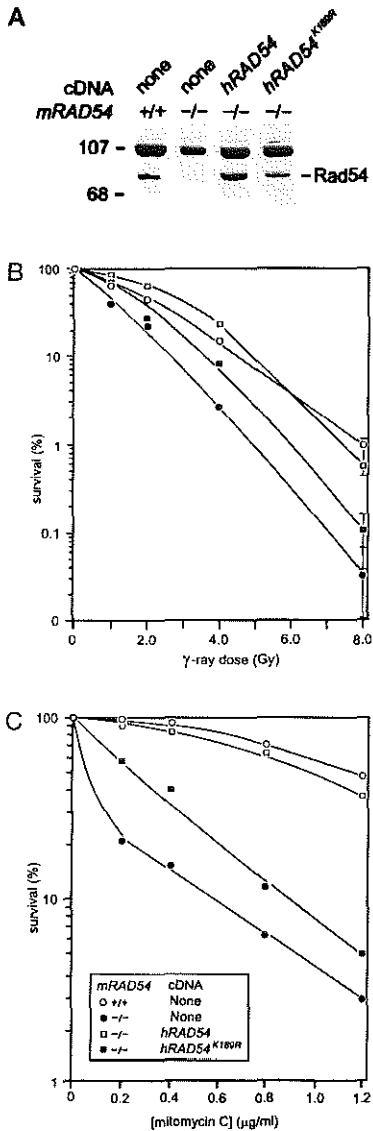 A
cDNA none none hRAD54 hRAD54K189R
mRAD54 +/+ –/– –/– –/–
107
–Rad54
68
B
100
10
1
0.1
0
survival (%)
0 2.0 4.0 6.0 8.0
γ-ray dose (Gy)
C
100
10
1
survival (%)
mRAD54 cDNA
+/+ None
–/– None
–/– hRAD54
–/– hRAD54K189R
0 0.2 0.4 0.6 0.8 1.0 1.2
[mitomycin C] (μg/ml)